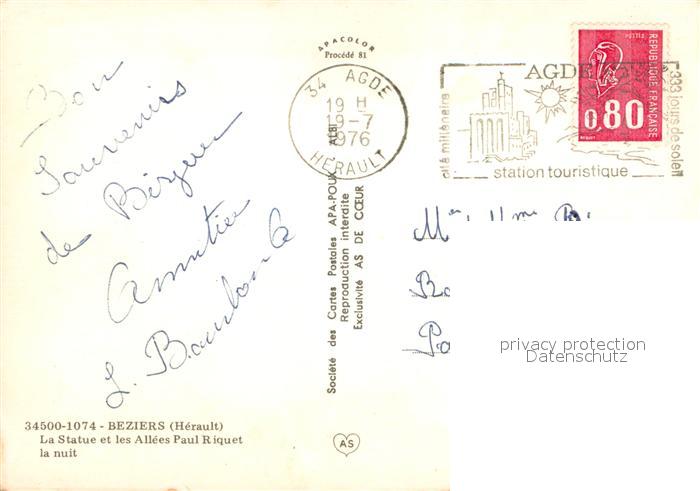 Bon
Souvenirs
de Béziers
Amitiés
L.
APACOLOR
Procédé 81
34 AGDE
19 H
19-7
1976
HÉRAULT
ALBI
Société des Cartes Postales APA-POUX
Reproduction interdite
Exclusivité AS DE CŒUR
cité millénaire
AGDE
333 jours de soleil
station touristique
POSTES
REPUBLIQUE FRANÇAISE
0,80
BEQUET
Mme
privacy protection
Datenschutz
34500-1074 - BEZIERS (Hérault)
La Statue et les Allées Paul Riquet
la nuit
AS